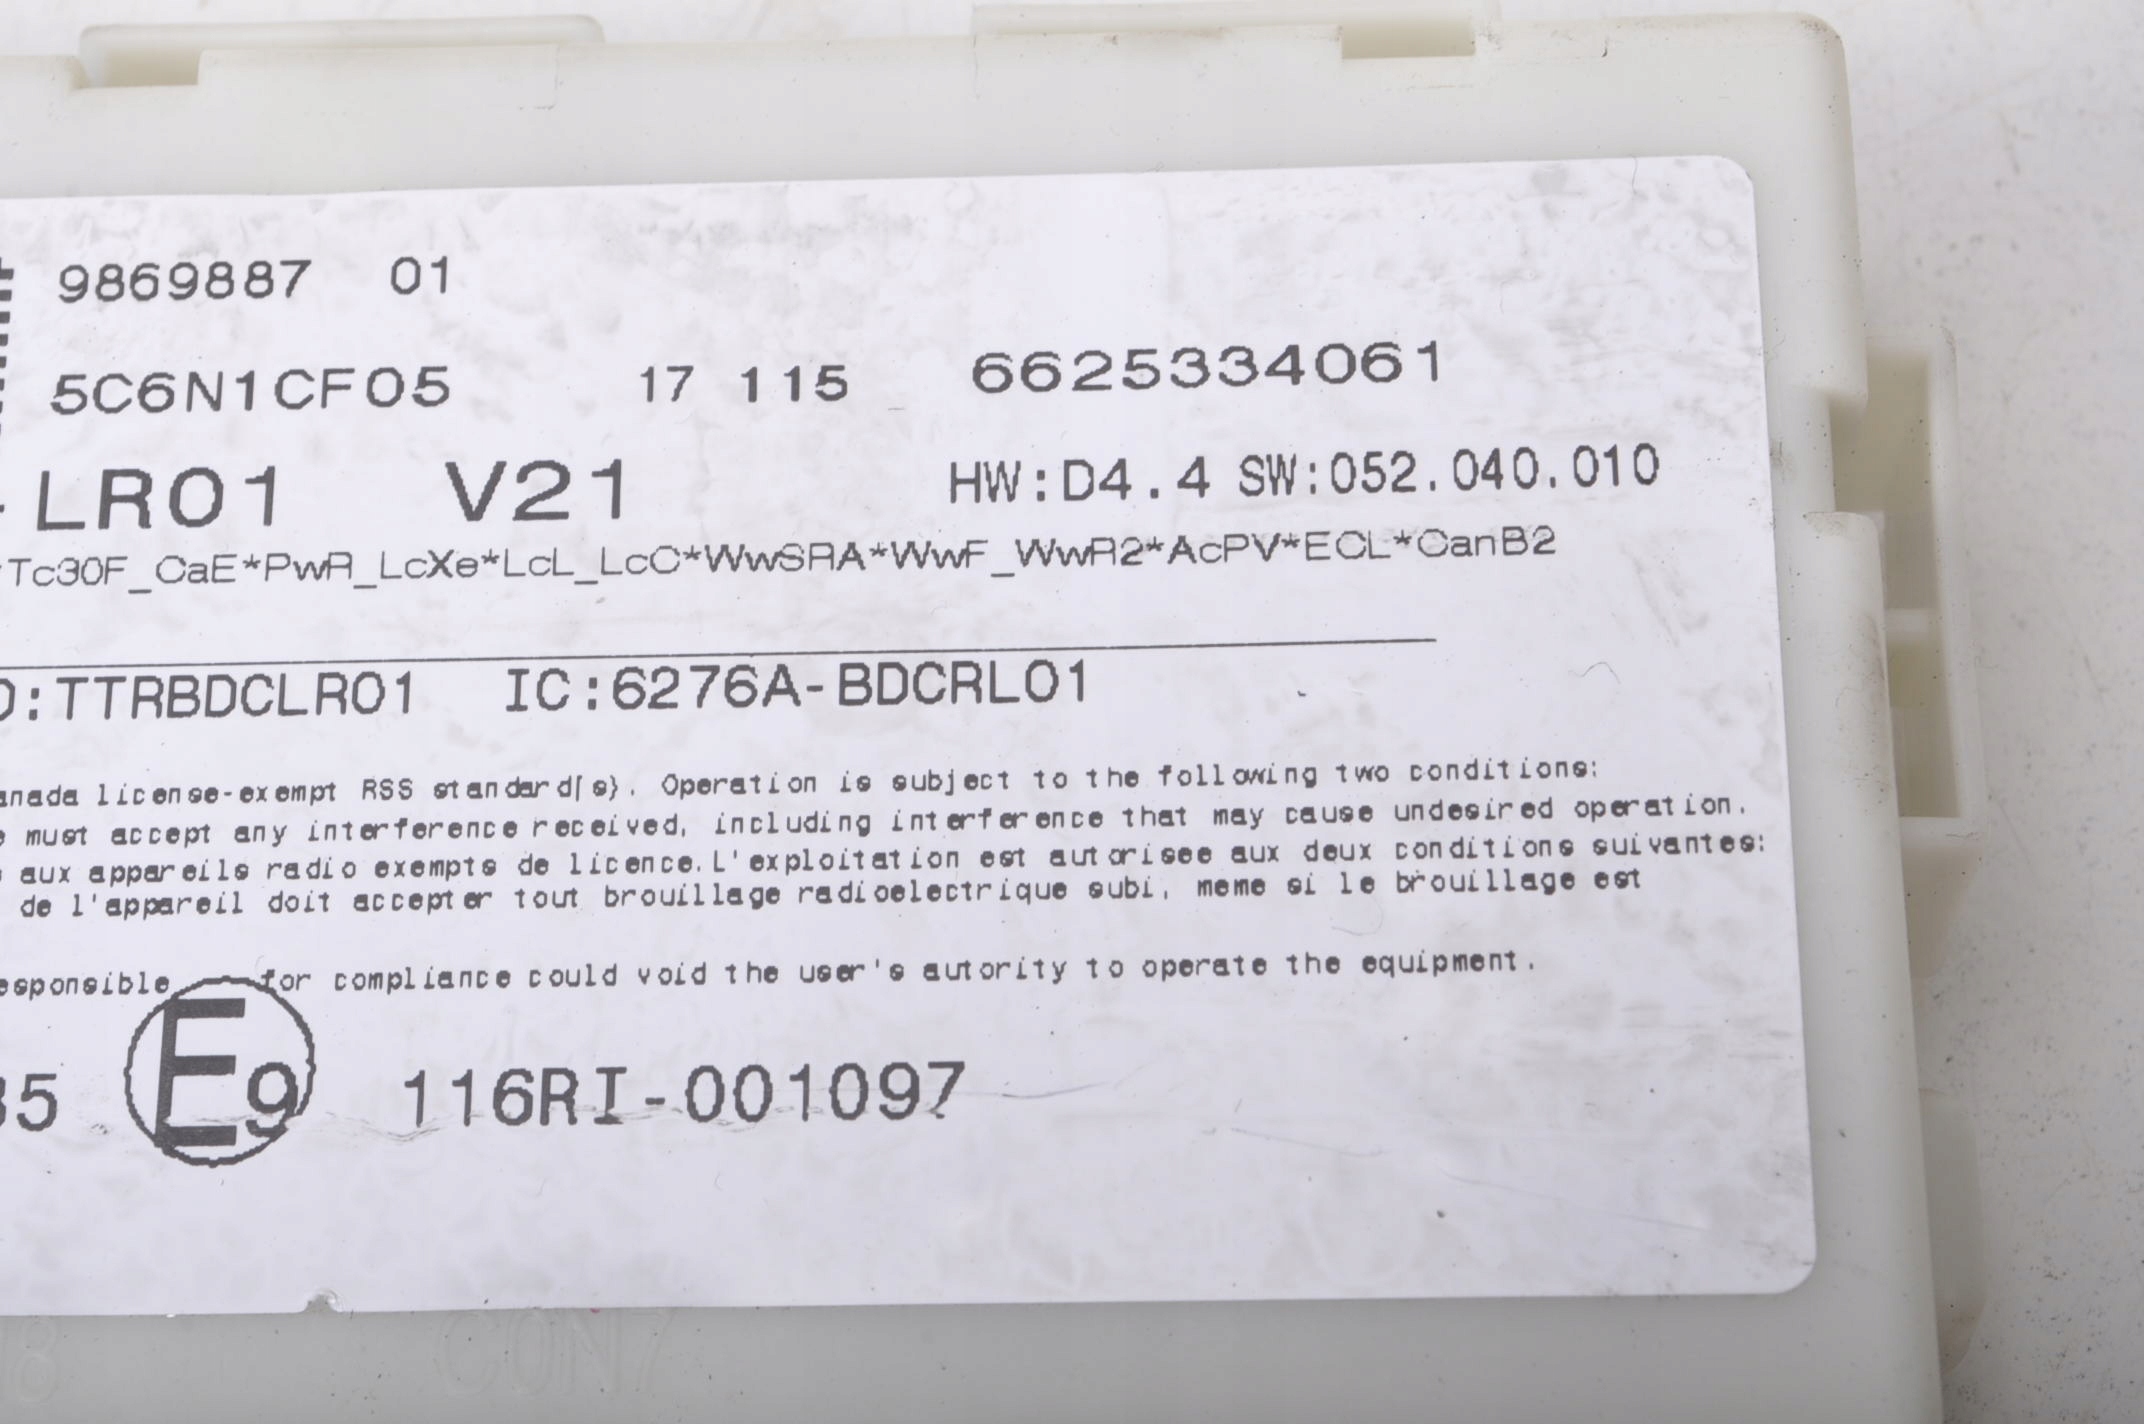 9869887 01
5C6N1CF05 17 115 6625334061
-LR01 V21 HW:D4.4 SW:052.040.010
*Tc30F_CaE*PwR_LcXe*LcL_LcC*WwSRA*WwF_WwR2*AcPV*ECL*CanB2
D:TTRBDCLR01 IC:6276A-BDCRL01
anada license-exempt RSS standard(s). Operation is subject to the following two conditions:
e must accept any interference received, including interference that may cause undesired operation.
aux appareils radio exempts de licence.L'exploitation est autorisee aux deux conditions suivantes:
de l'appareil doit accepter tout brouillage radioelectrique subi, meme si le brouillage est
esponsible for compliance could void the user's autority to operate the equipment.
35 E9 116RI-001097
CON7